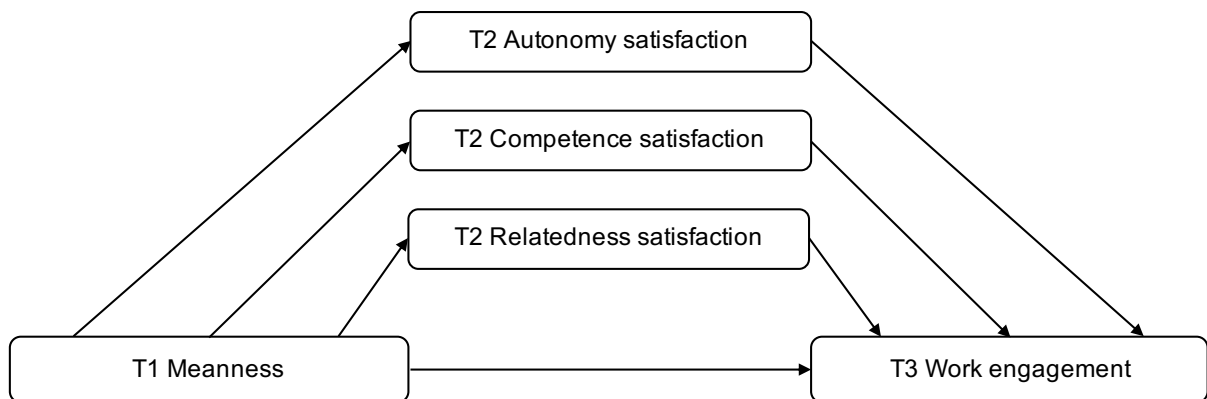 T2 Autonomy satisfaction
T2 Competence satisfaction
T2 Relatedness satisfaction
T1 Meanness
T3 Work engagement